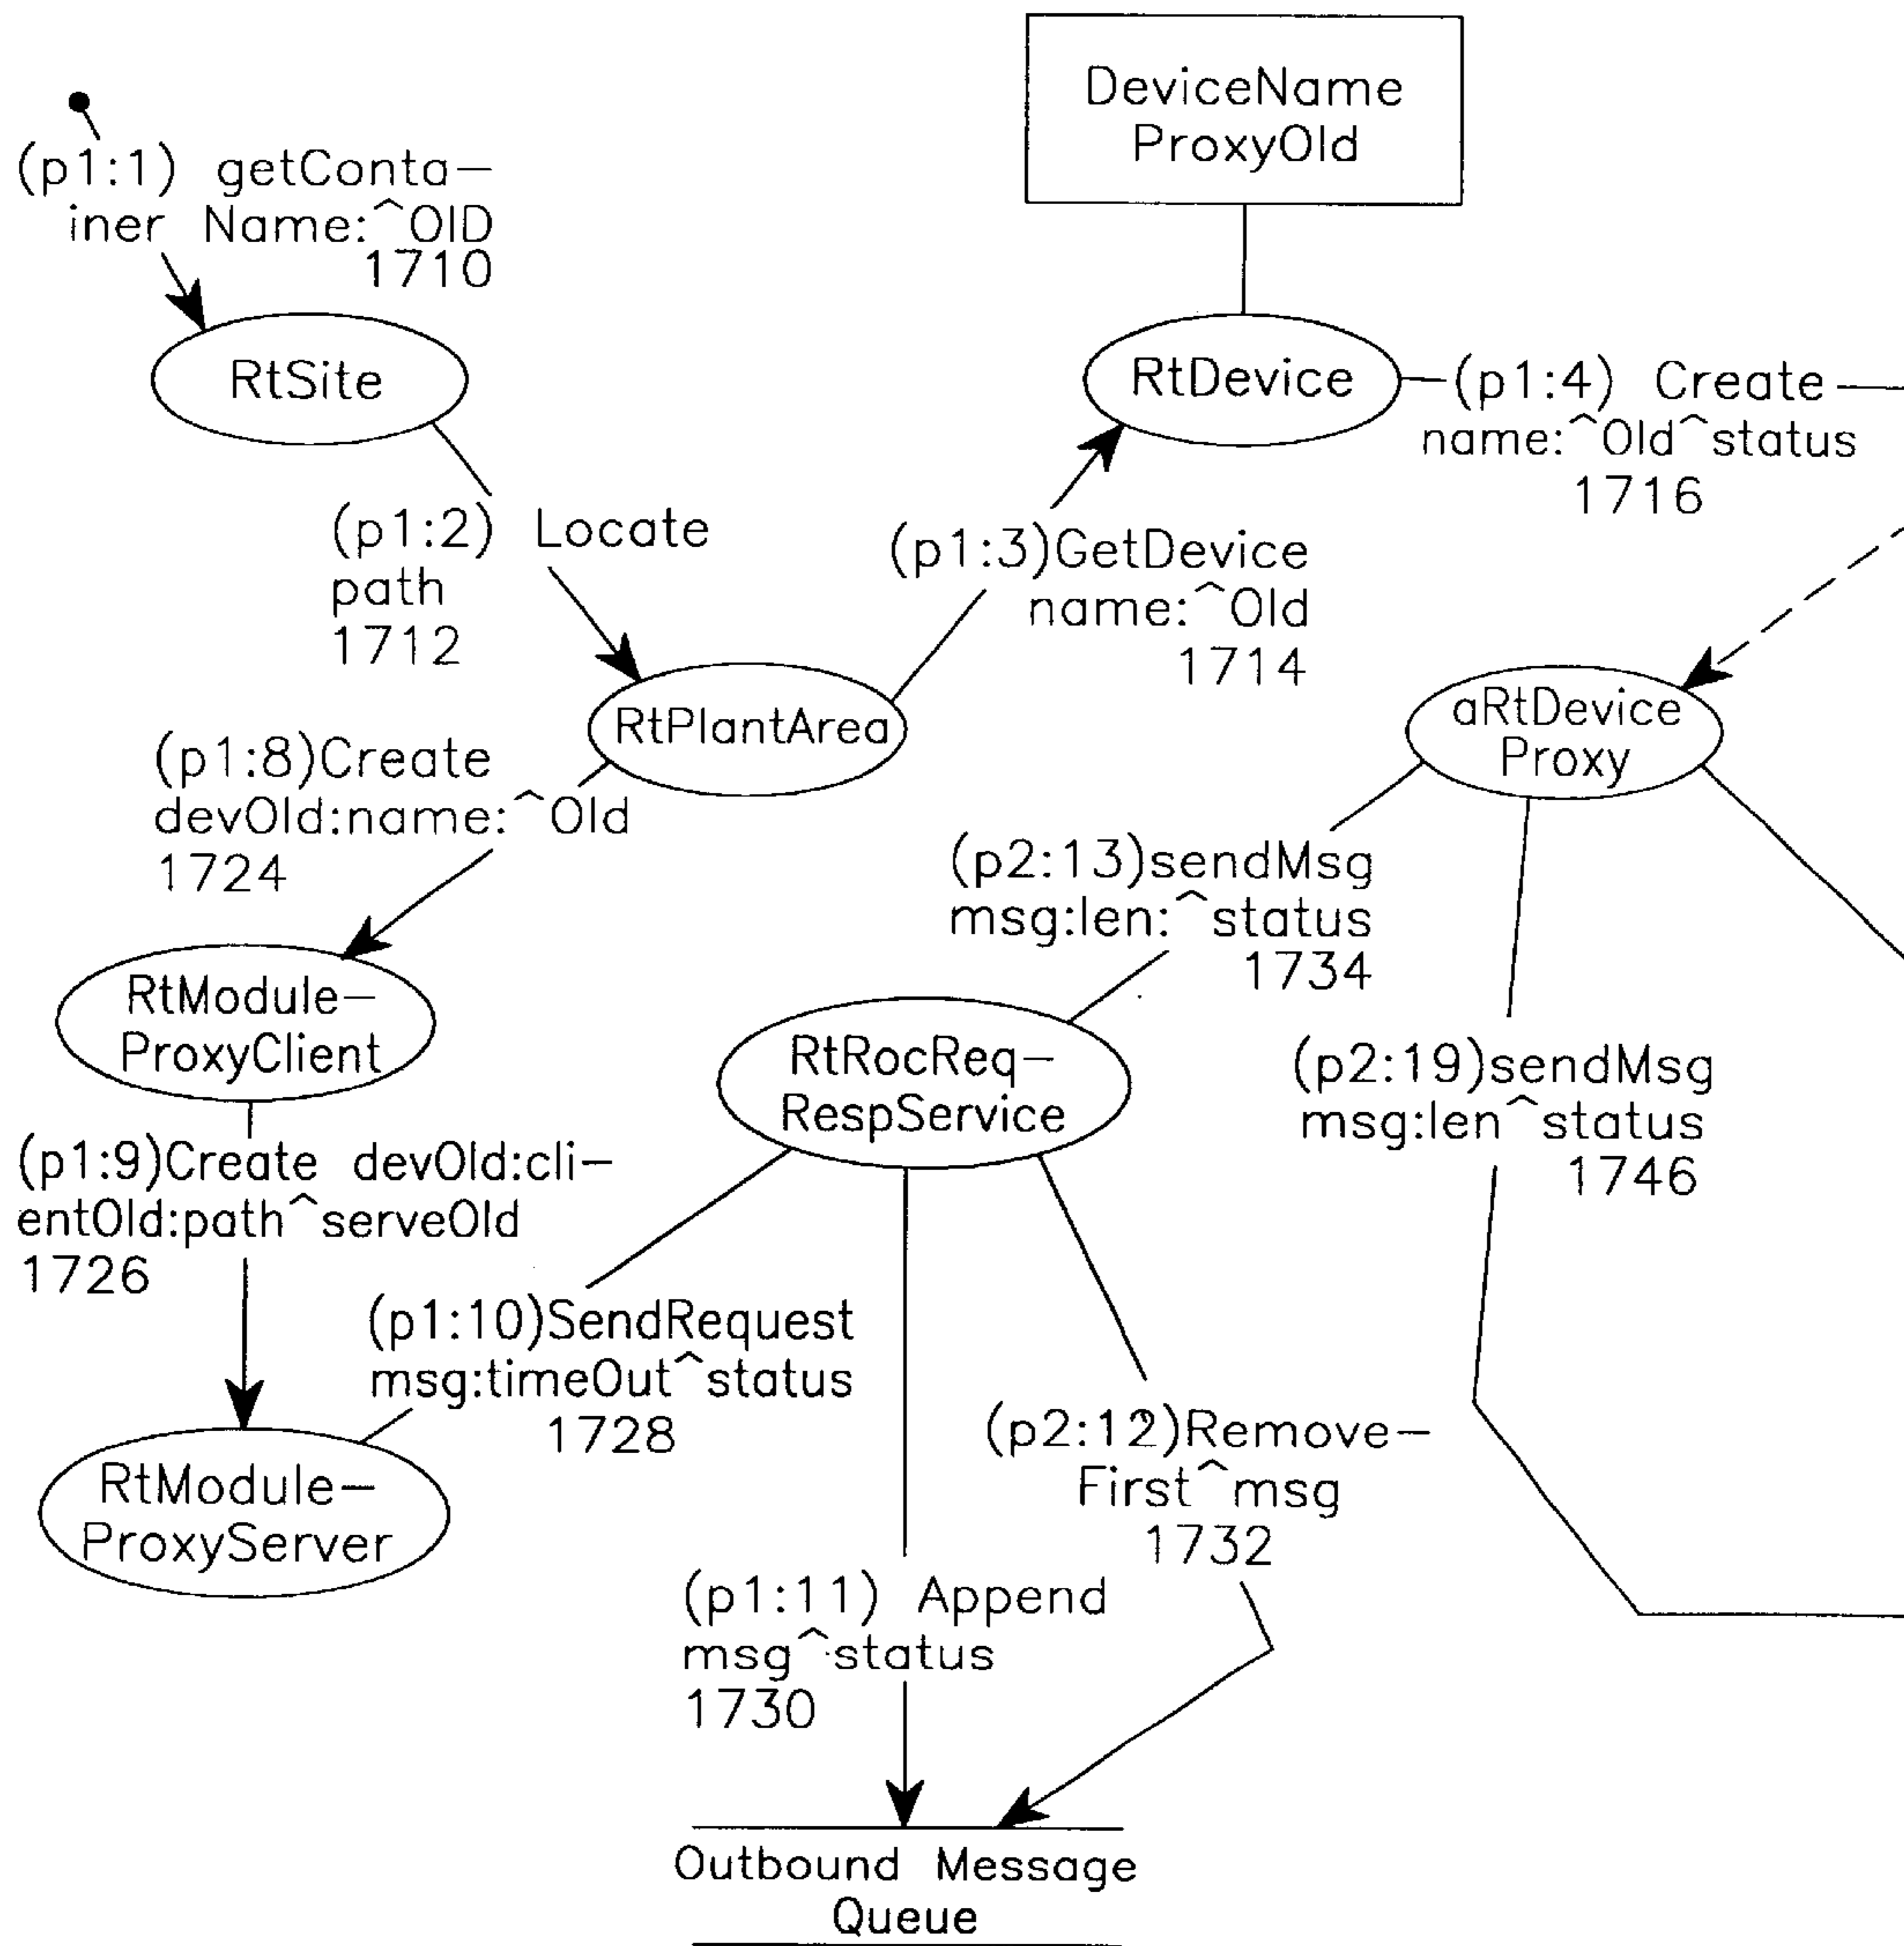 DeviceName
ProxyOld
(p1:1) getConta-
iner Name:^OID
1710
RtSite
RtDevice
(p1:4) Create
name:^Old^status
1716
(p1:2) Locate
path
1712
(p1:3)GetDevice
name:^Old
1714
RtPlantArea
aRtDevice
Proxy
(p1:8)Create
devOld:name:^Old
1724
(p2:13)sendMsg
msg:len:^status
1734
RtModule-
ProxyClient
RtRocReq-
RespService
(p2:19)sendMsg
msg:len^status
1746
(p1:9)Create devOld:cli-
entOld:path^serveOld
1726
(p1:10)SendRequest
msg:timeOut^status
1728
(p2:12)Remove-
First^msg
1732
RtModule-
ProxyServer
(p1:11) Append
msg^status
1730
Outbound Message
Queue